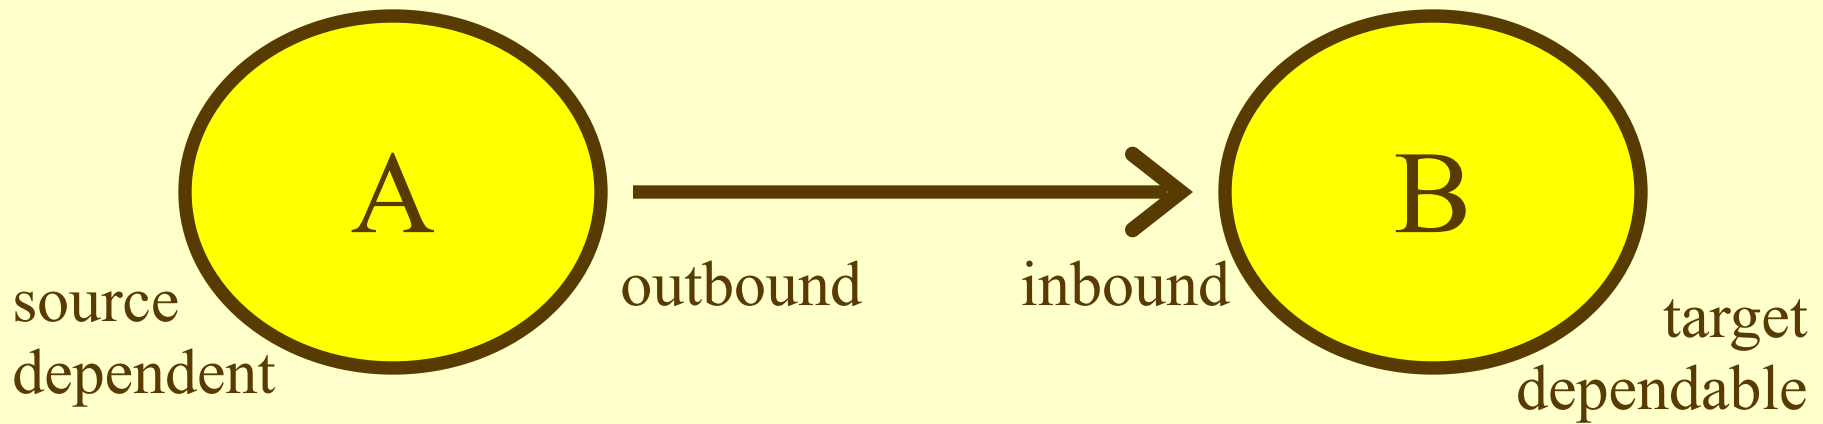 A
B
outbound
inbound
source
dependent
target
dependable